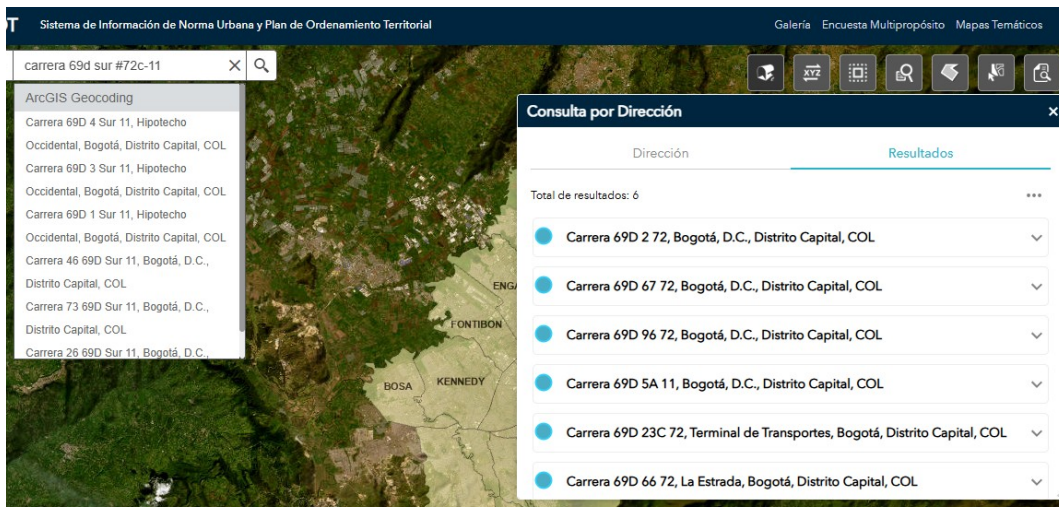 T
Sistema de Información de Norma Urbana y Plan de Ordenamiento Territorial
Galería Encuesta Multipropósito Mapas Temáticos
carrera 69d sur #72c-11
ArcGIS Geocoding
Carrera 69D 4 Sur 11, Hipotecho
Occidental, Bogotá, Distrito Capital, COL
Carrera 69D 3 Sur 11, Hipotecho
Occidental, Bogotá, Distrito Capital, COL
Carrera 69D 1 Sur 11, Hipotecho
Occidental, Bogotá, Distrito Capital, COL
Carrera 46 69D Sur 11, Bogotá, D.C.,
Distrito Capital, COL
Carrera 73 69D Sur 11, Bogotá, D.C.,
Distrito Capital, COL
Carrera 26 69D Sur 11, Bogotá, D.C.,
XYZ
Consulta por Dirección
Dirección
Resultados
Total de resultados: 6
Carrera 69D 2 72, Bogotá, D.C., Distrito Capital, COL
Carrera 69D 67 72, Bogotá, D.C., Distrito Capital, COL
Carrera 69D 96 72, Bogotá, D.C., Distrito Capital, COL
Carrera 69D 5A 11, Bogotá, D.C., Distrito Capital, COL
Carrera 69D 23C 72, Terminal de Transportes, Bogotá, Distrito Capital, COL
Carrera 69D 66 72, La Estrada, Bogotá, Distrito Capital, COL
ENGA
FONTIBON
BOSA
KENNEDY